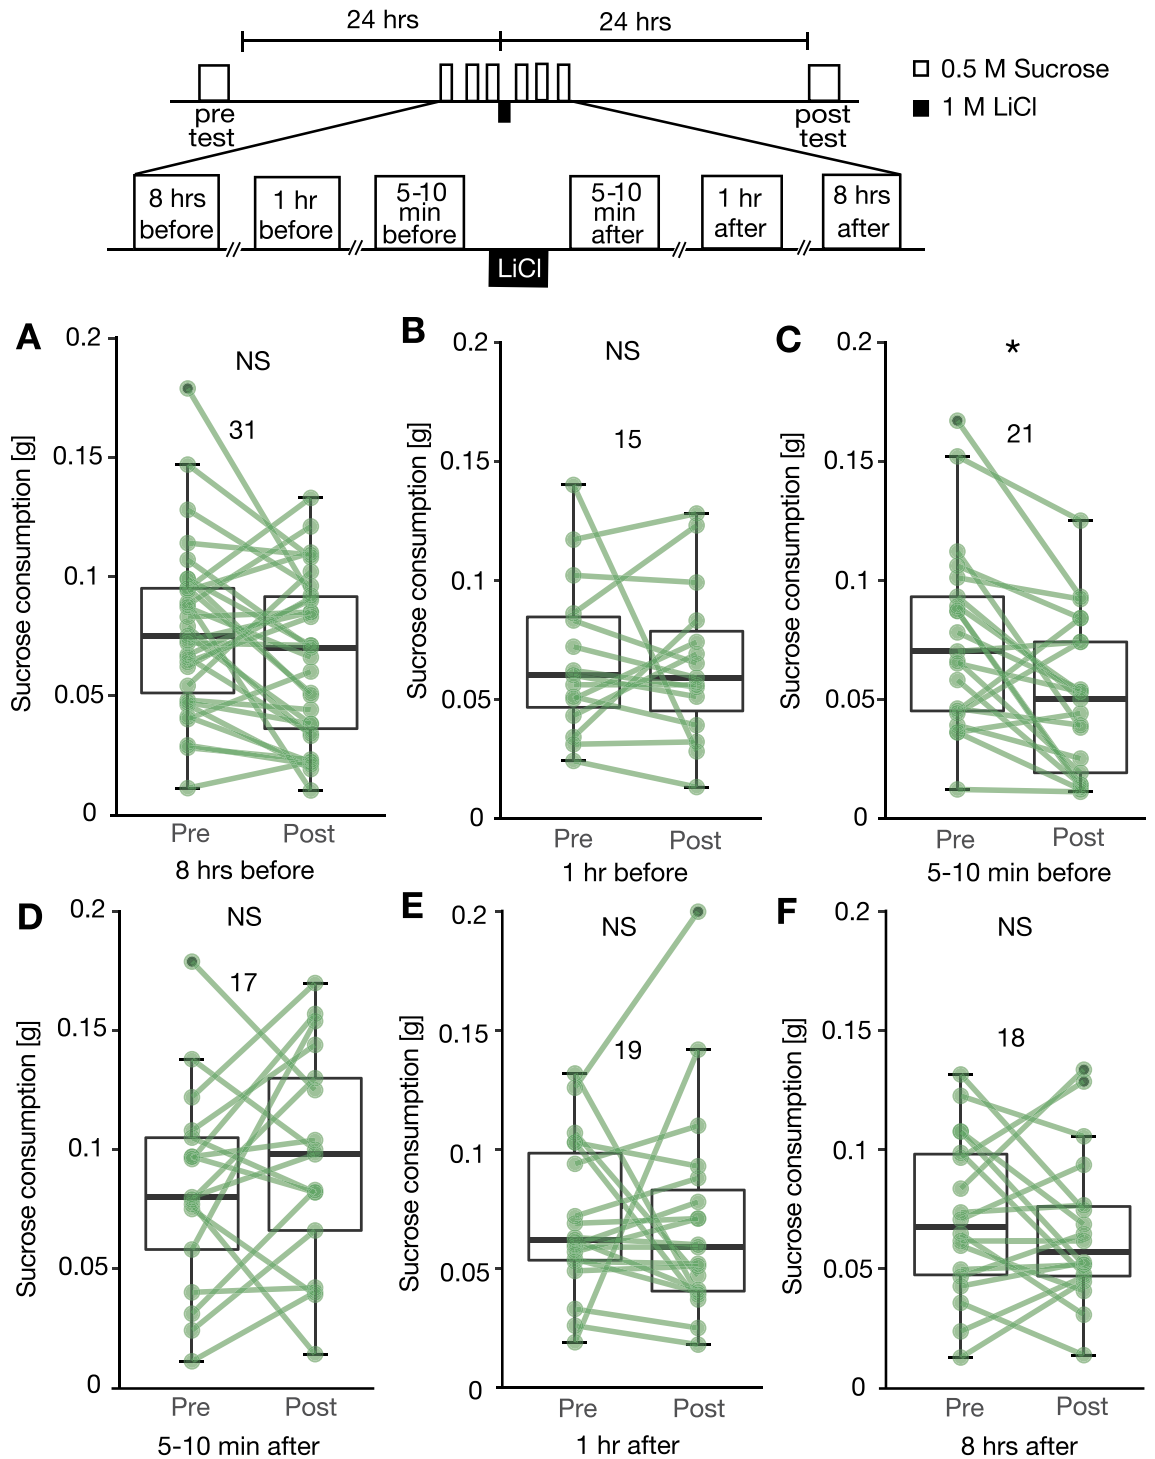 24 hrs
24 hrs
0.5 M Sucrose
1 M LiCl
pre
test
post
test
8 hrs
before
1 hr
before
5-10
min
before
5-10
min
after
1 hr
after
8 hrs
after
LiCl
A
0.2
NS
31
0.15
0.1
0.05
0
Sucrose consumption [g]
Pre
Post
8 hrs before
B
0.2
NS
15
0.15
0.1
0.05
0
Sucrose consumption [g]
Pre
Post
1 hr before
C
0.2
*
21
0.15
0.1
0.05
0
Sucrose consumption [g]
Pre
Post
5-10 min before
D
0.2
NS
17
0.15
0.1
0.05
0
Sucrose consumption [g]
Pre
Post
5-10 min after
E
0.2
NS
19
0.15
0.1
0.05
0
Sucrose consumption [g]
Pre
Post
1 hr after
F
0.2
NS
18
0.15
0.1
0.05
0
Sucrose consumption [g]
Pre
Post
8 hrs after